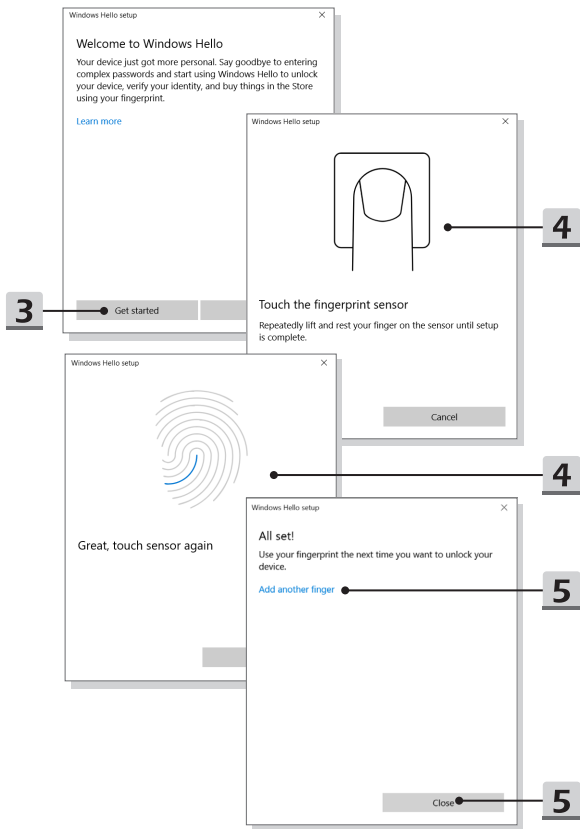 Windows Hello setup
Welcome to Windows Hello
Your device just got more personal. Say goodbye to entering
complex passwords and start using Windows Hello to unlock
your device, verify your identity, and buy things in the Store
using your fingerprint.
Learn more
3
Get started
Windows Hello setup
4
Touch the fingerprint sensor
Repeatedly lift and rest your finger on the sensor until setup
is complete.
Cancel
Windows Hello setup
4
Great, touch sensor again
Windows Hello setup
All set!
Use your fingerprint the next time you want to unlock your
device.
Add another finger
5
Close
5